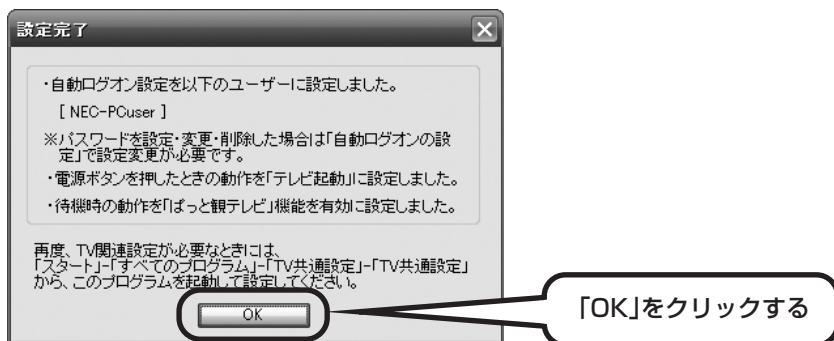 設定完了
・自動ログオン設定を以下のユーザーに設定しました。
[ NEC-PCuser ]
※パスワードを設定・変更・削除した場合は「自動ログオンの設
定」で設定変更が必要です。
・電源ボタンを押したときの動作を「テレビ起動」に設定しました。
・待機時の動作を「ぱっと観テレビ」機能を有効に設定しました。
再度、TV関連設定が必要なときには、
「スタート」-「すべてのプログラム」-「TV共通設定」-「TV共通設定」
から、このプログラムを起動して設定してください。
OK
「OK」をクリックする